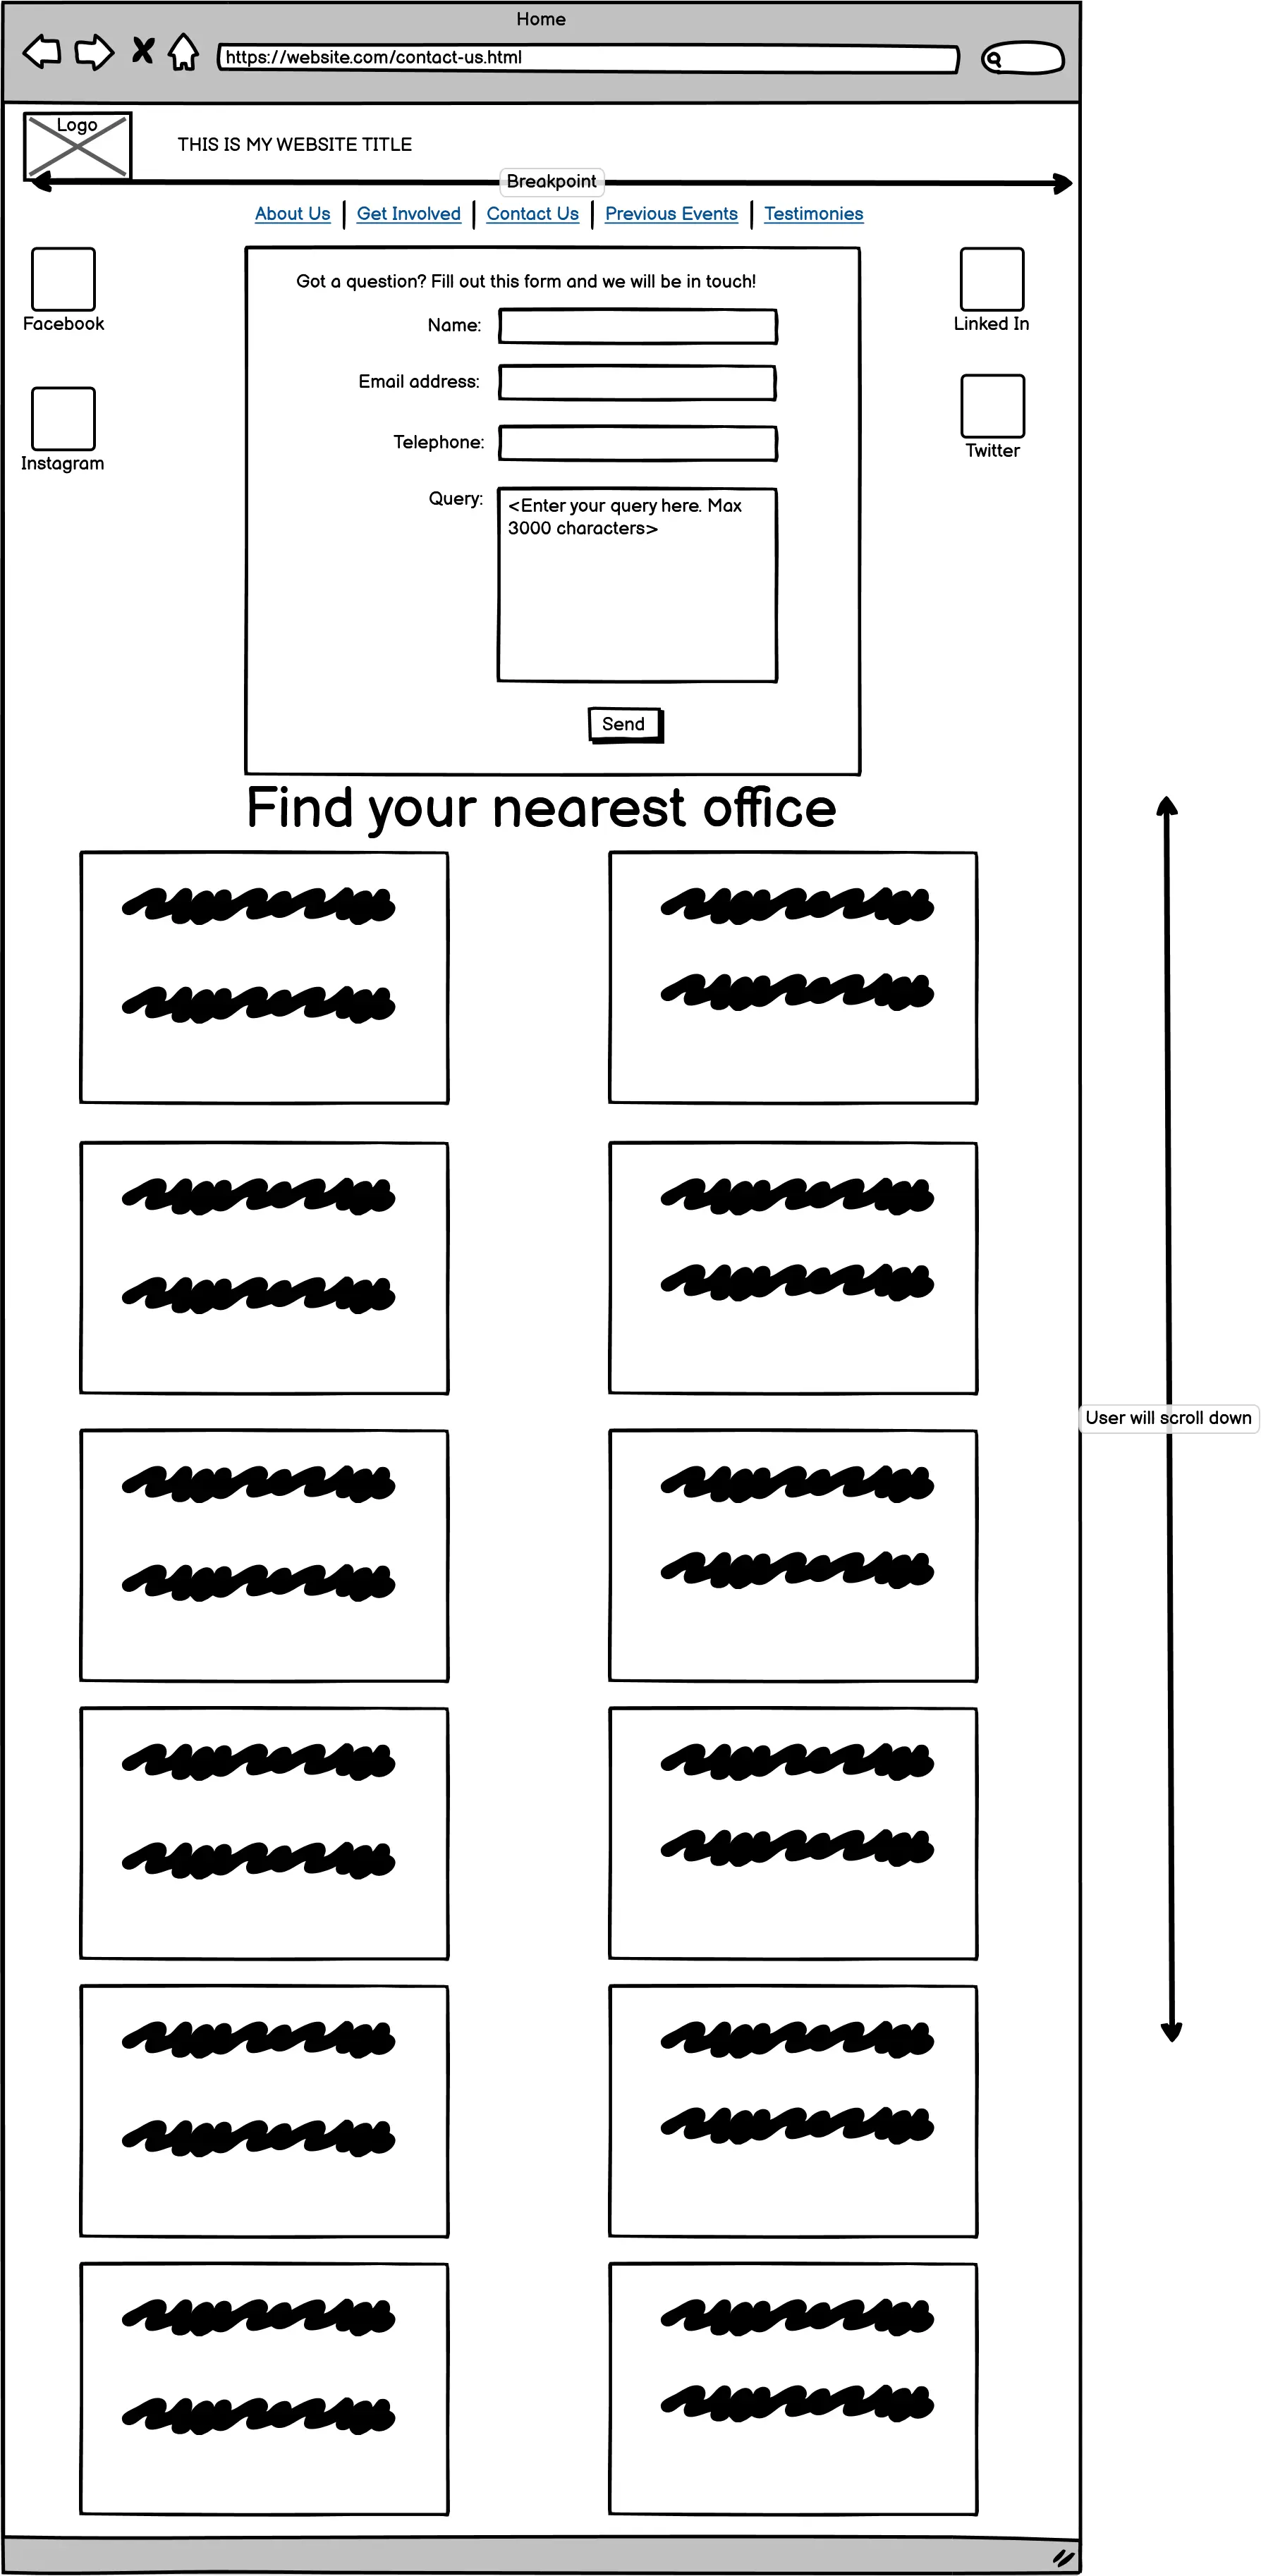 Home
https://website.com/contact-us.html
Logo
THIS IS MY WEBSITE TITLE
Breakpoint
About Us | Get Involved | Contact Us | Previous Events | Testimonies
Got a question? Fill out this form and we will be in touch!
Facebook
Linked In
Name:
Email address:
Telephone:
Twitter
Instagram
Query:
<Enter your query here. Max
3000 characters>
Send
Find your nearest office
User will scroll down